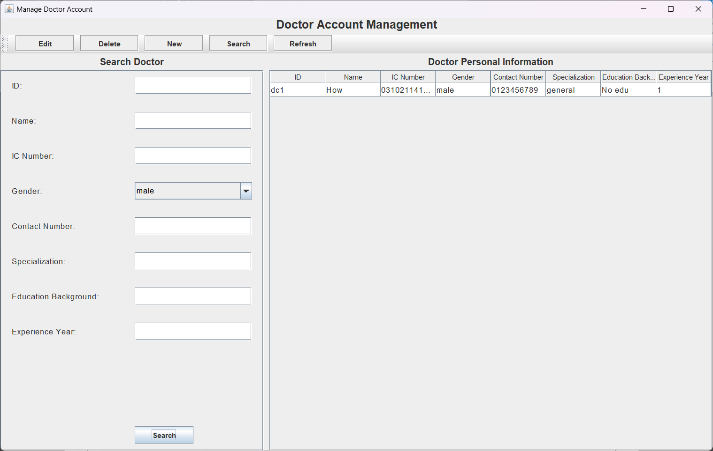 Manage Doctor Account
Doctor Account Management
Edit Delete New Search Refresh
Search Doctor
ID:
Name:
IC Number:
Gender: male
Contact Number:
Specialization:
Education Background:
Experience Year:
Search
Doctor Personal Information
ID Name IC Number Gender Contact Number Specialization Education Back... Experience Year
dc1 How 031021141... male 0123456789 general No edu 1